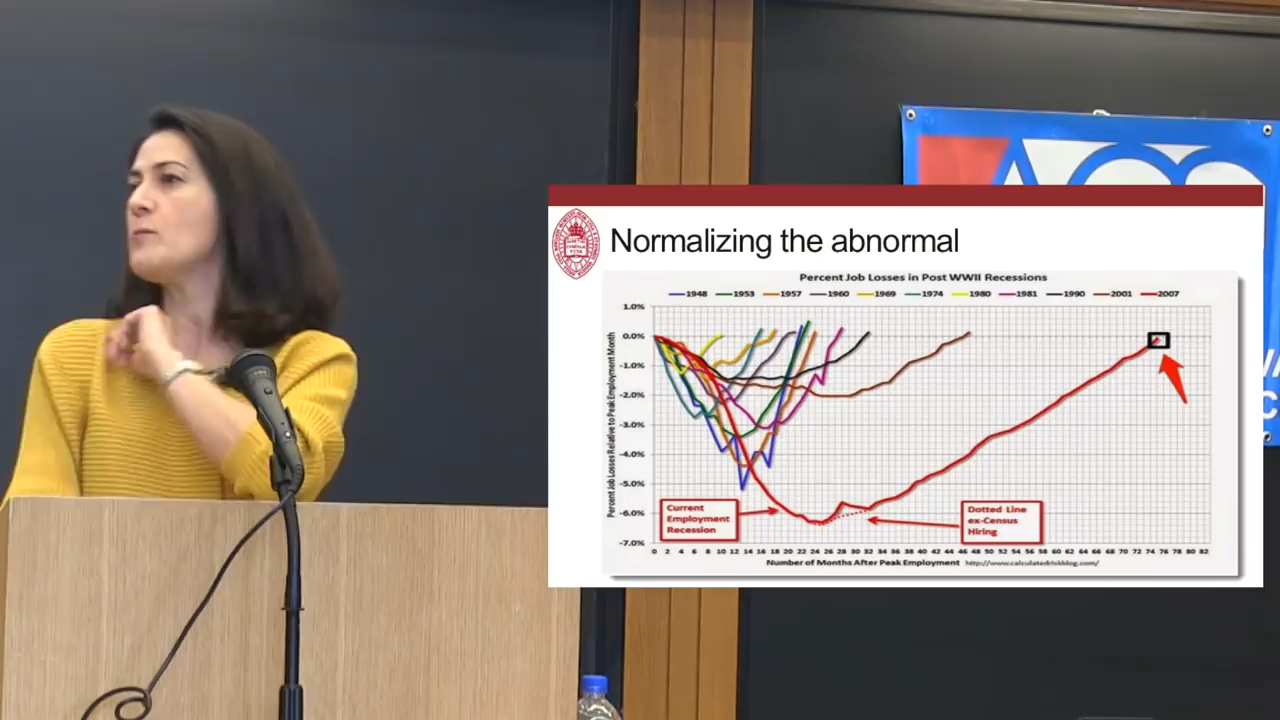 Normalizing the abnormal
Percent Job Losses in Post WWII Recessions
1948 1953 1957 1960 1969 1974 1980 1981 1990 2001 2007
Percent Job Losses Relative to Peak Employment Month
1.0%
0.0%
-1.0%
-2.0%
-3.0%
-4.0%
-5.0%
-6.0%
-7.0%
Current
Employment
Recession
Dotted Line
ex-Census
Hiring
0 2 4 6 8 10 12 14 16 18 20 22 24 26 28 30 32 34 36 38 40 42 44 46 48 50 52 54 56 58 60 62 64 66 68 70 72 74 76 78 80 82
Number of Months After Peak Employment http://www.calculatedriskblog.com/